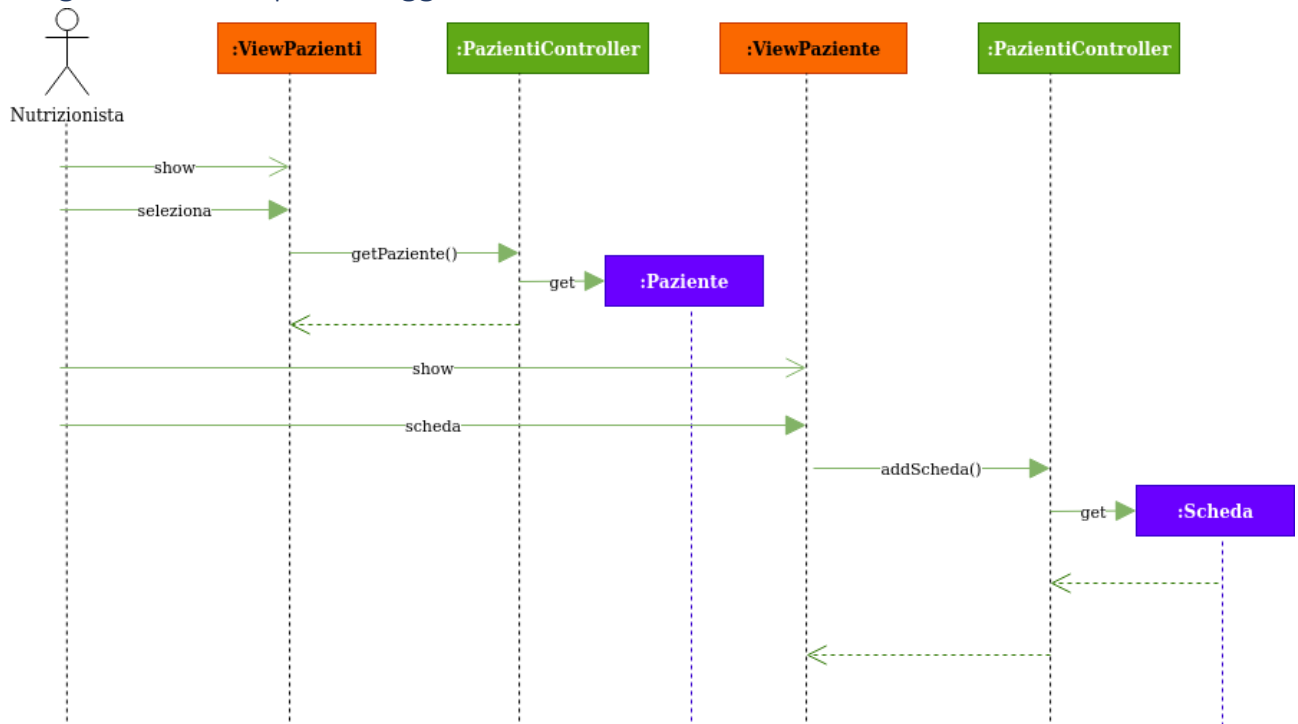 :ViewPazienti
:PazientiController
:ViewPaziente
:PazientiController
Nutrizionista
show
seleziona
getPaziente()
get
:Paziente
show
scheda
addScheda()
get
:Scheda